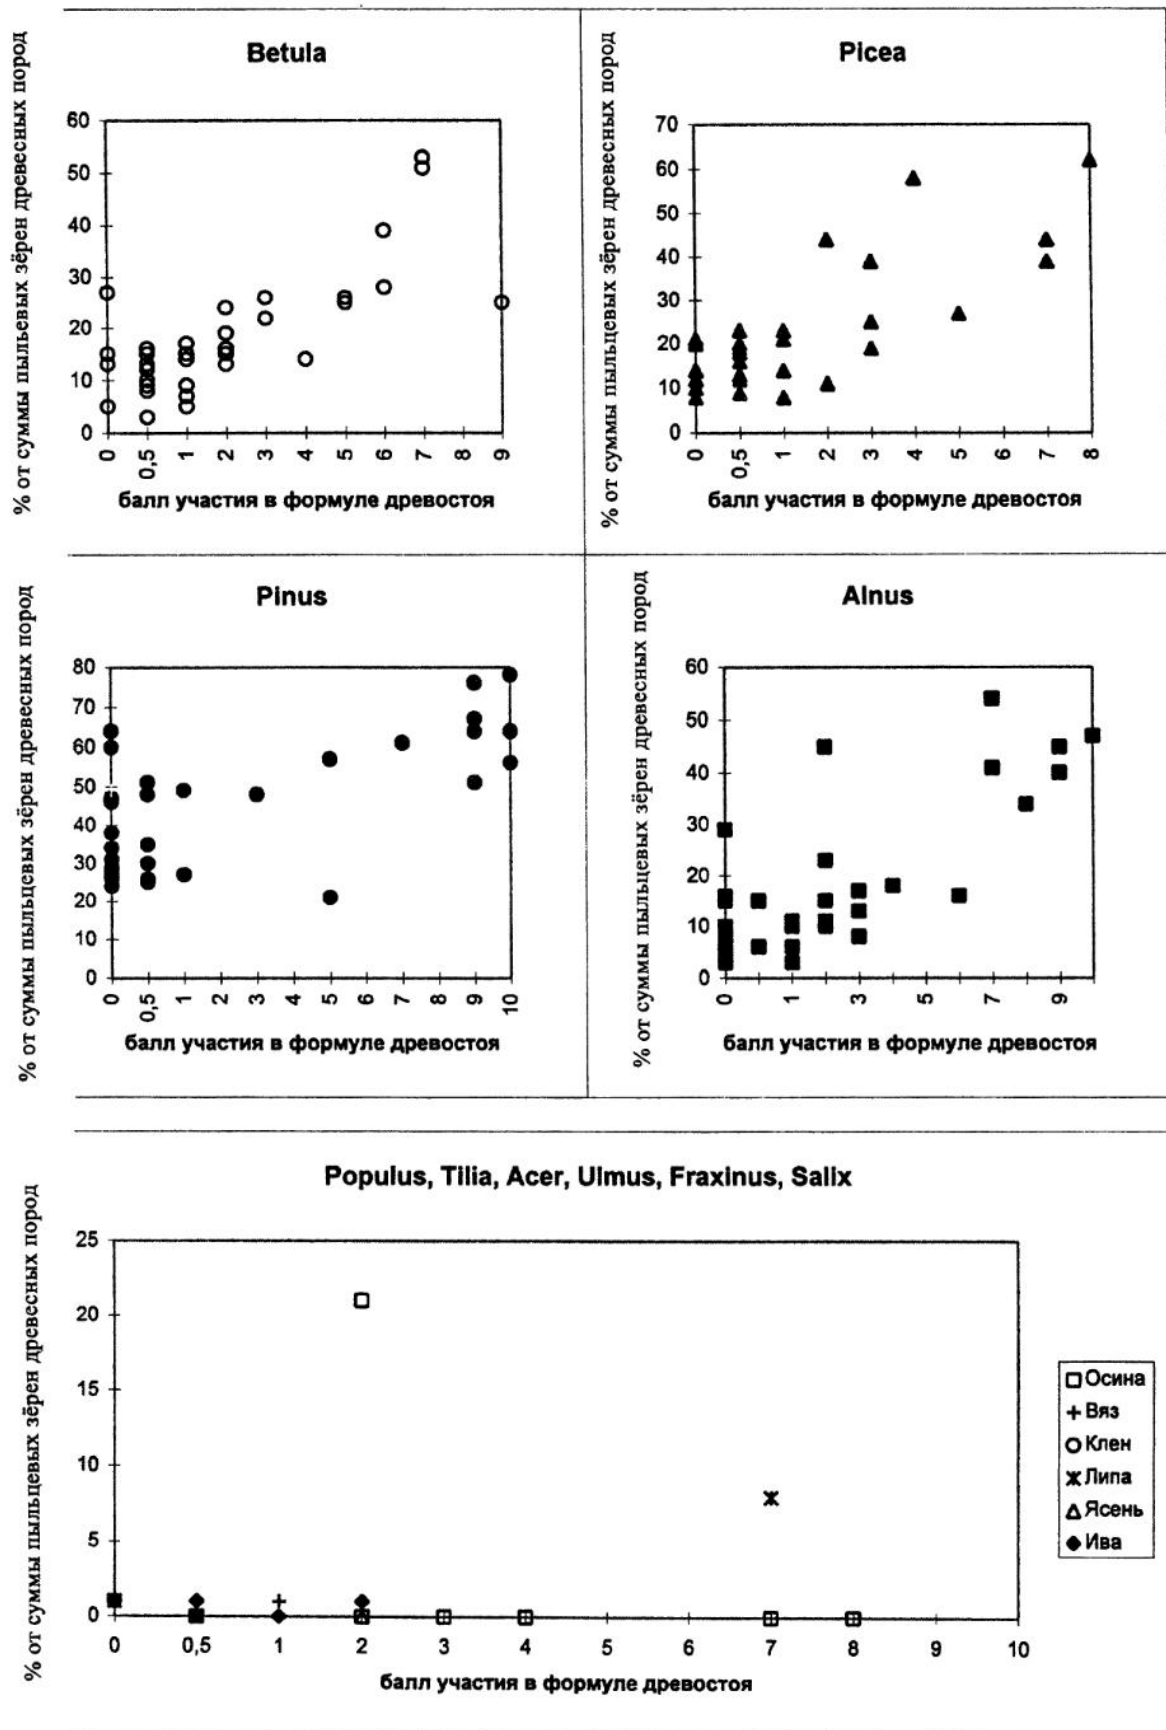 Betula
% от суммы пыльевых зёрен древесных пород
60
50
40
30
20
10
0
0 0,5 1 2 3 4 5 6 7 9
балл участия в формуле древостоя
Picea
% от суммы пыльцевых зёрен древесных пород
70
60
50
40
30
20
10
0
0 0,5 1 2 3 4 5 7 8
балл участия в формуле древостоя
Pinus
% от суммы пыльцевых зёрен древесных пород
80
70
60
50
40
30
20
10
0
0 0,5 1 2 3 5 6 7 8 9 10
балл участия в формуле древостоя
Alnus
% от суммы пыльцевых зёрен древесных пород
60
50
40
30
20
10
0
0 1 3 5 7 9
балл участия в формуле древостоя
Populus, Tilia, Acer, Ulmus, Fraxinus, Salix
% от суммы пыльцевых зёрен древесных пород
25
20
15
10
5
0
0 0,5 1 2 3 4 5 6 7 8 9 10
балл участия в формуле древостоя
Осина
Вяз
Клен
Липа
Ясень
Ива